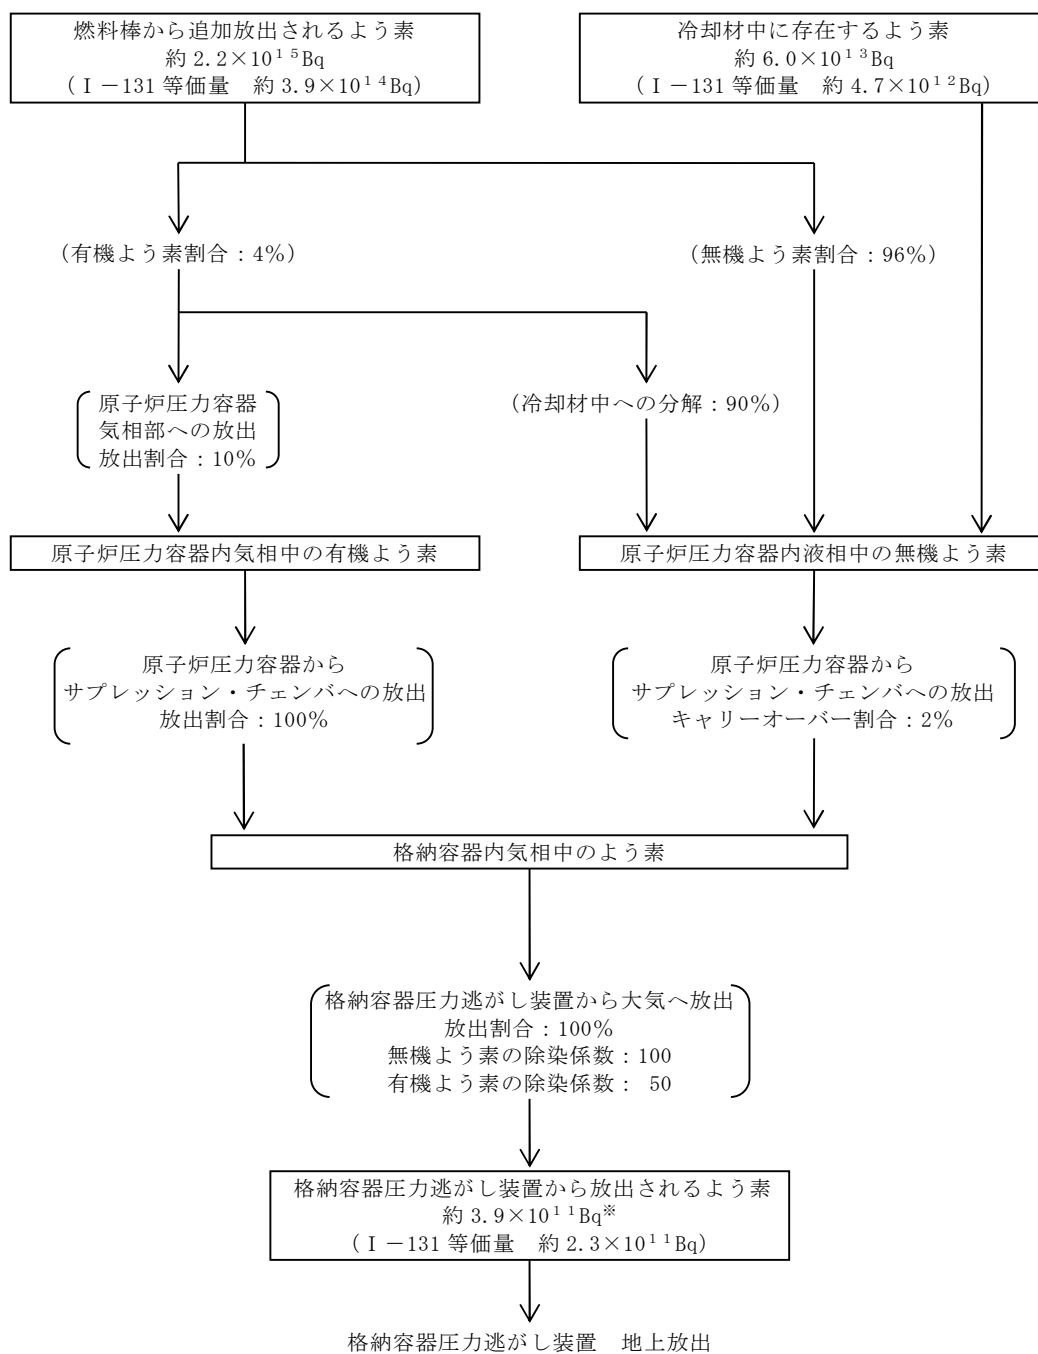 燃料棒から追加放出されるよう素
約 2.2×10¹⁵Bq
(Ⅰ－131 等価量　約 3.9×10¹⁴Bq)
冷却材中に存在するよう素
約 6.0×10¹³Bq
(Ⅰ－131 等価量　約 4.7×10¹²Bq)
(有機よう素割合：4%)
(無機よう素割合：96%)
原子炉圧力容器
気相部への放出
放出割合：10%
(冷却材中への分解：90%)
原子炉圧力容器内気相中の有機よう素
原子炉圧力容器内液相中の無機よう素
原子炉圧力容器から
サプレッション・チェンバへの放出
放出割合：100%
原子炉圧力容器から
サプレッション・チェンバへの放出
キャリーオーバー割合：2%
格納容器内気相中のよう素
格納容器圧力逃がし装置から大気へ放出
放出割合：100%
無機よう素の除染係数：100
有機よう素の除染係数：　50
格納容器圧力逃がし装置から放出されるよう素
約 3.9×10¹¹Bq※
(Ⅰ－131 等価量　約 2.3×10¹¹Bq)
格納容器圧力逃がし装置　地上放出